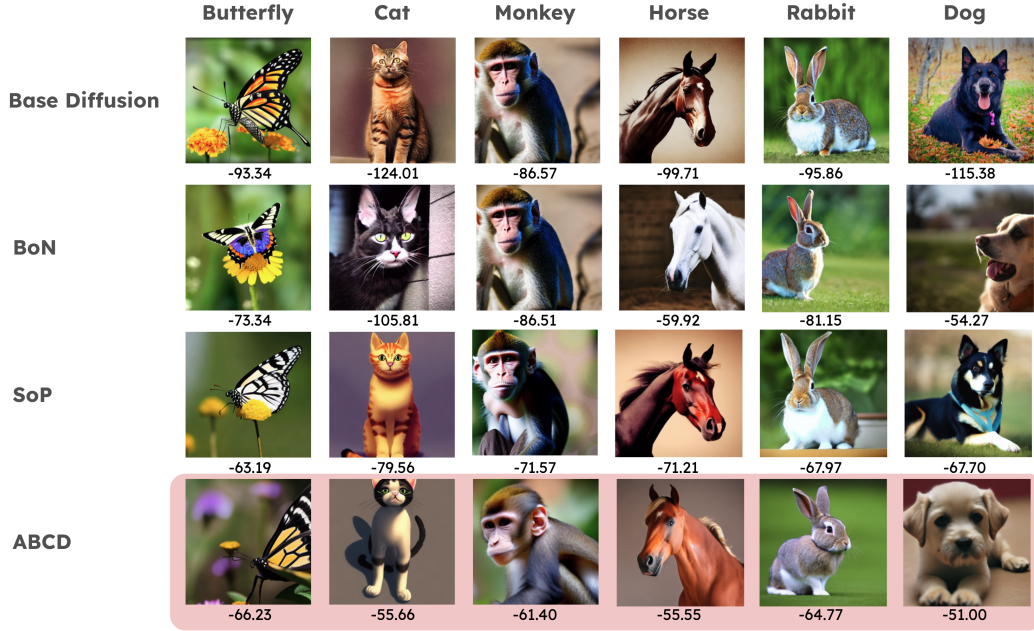 Butterfly Cat Monkey Horse Rabbit Dog
Base Diffusion
-93.34 -124.01 -86.57 -99.71 -95.86 -115.38
BoN
-73.34 -105.81 -86.51 -59.92 -81.15 -54.27
SoP
-63.19 -79.56 -71.57 -71.21 -67.97 -67.70
ABCD
-66.23 -55.66 -61.40 -55.55 -64.77 -51.00